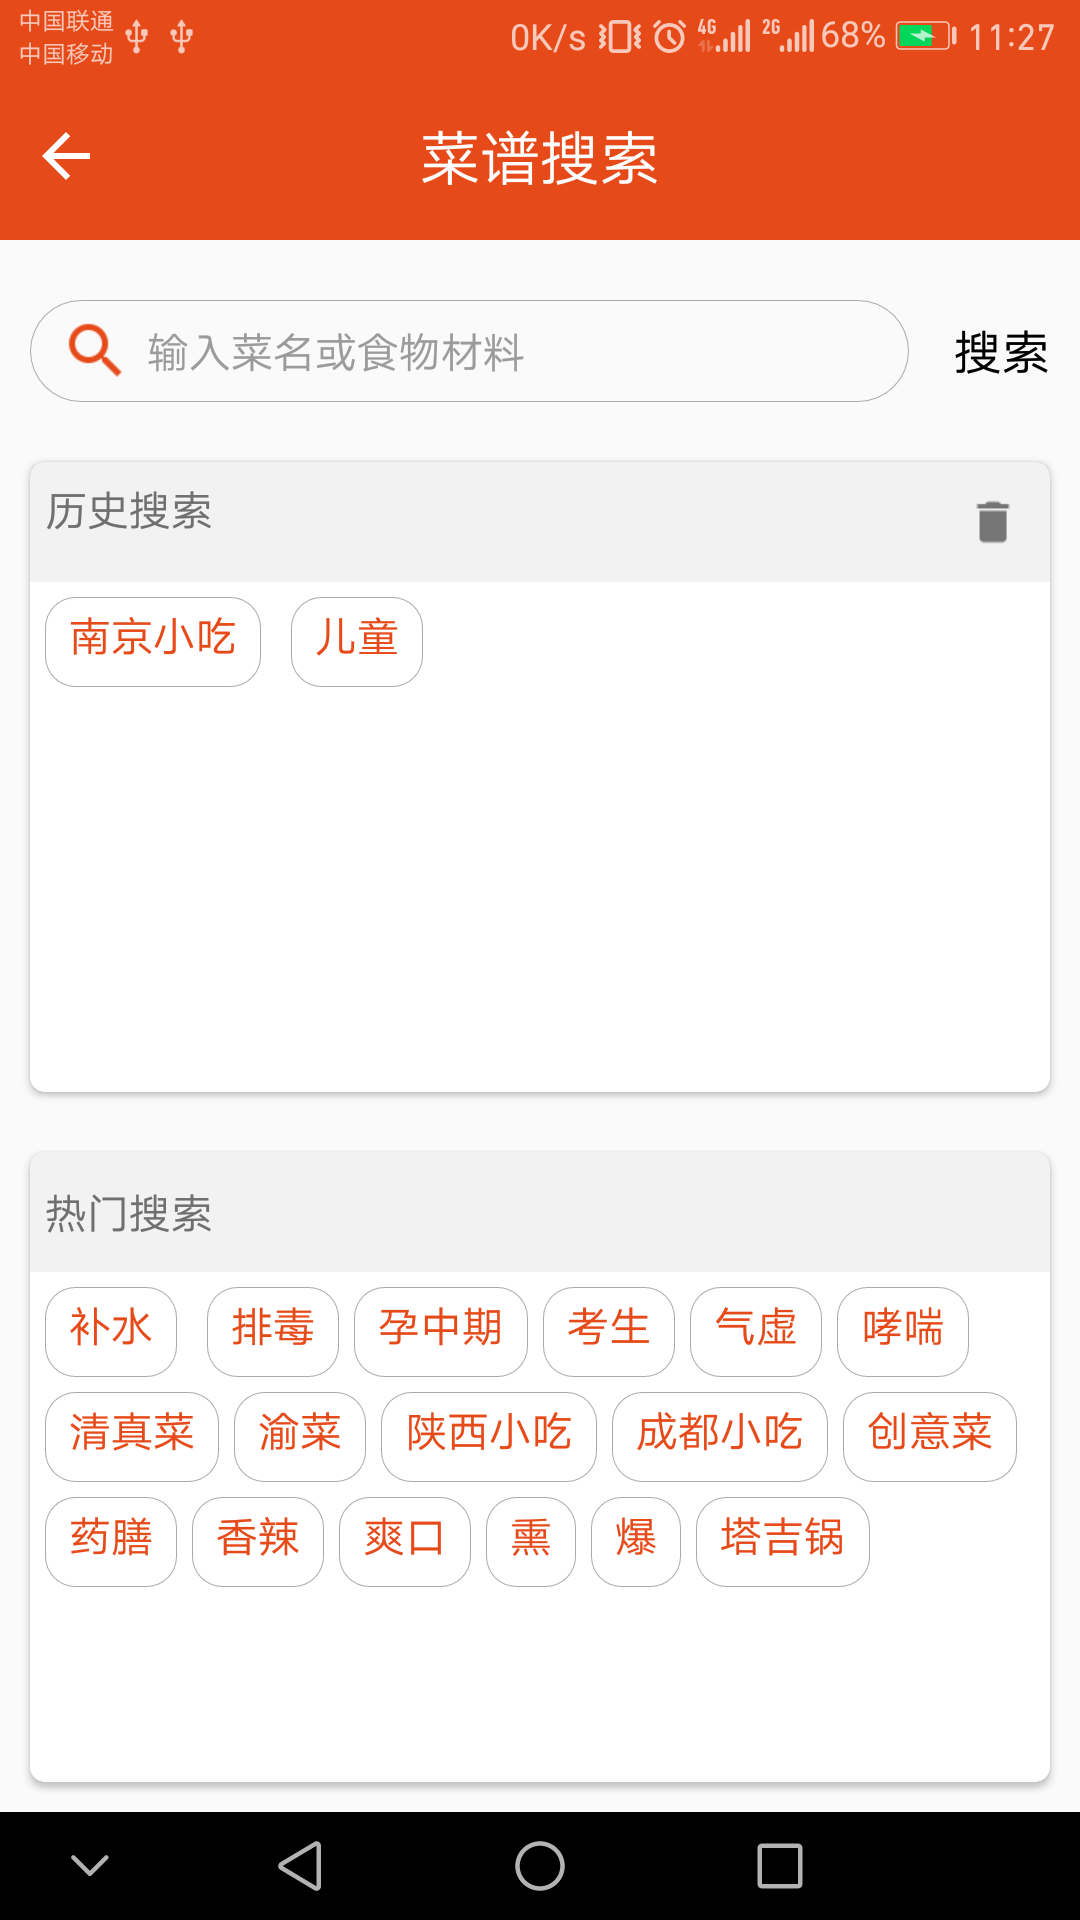 中国联通
中国移动
0K/s 4G 2G 68% 11:27
菜谱搜索
输入菜名或食物材料 搜索
历史搜索
南京小吃 儿童
热门搜索
补水 排毒 孕中期 考生 气虚 哮喘
清真菜 渝菜 陕西小吃 成都小吃 创意菜
药膳 香辣 爽口 熏 爆 塔吉锅